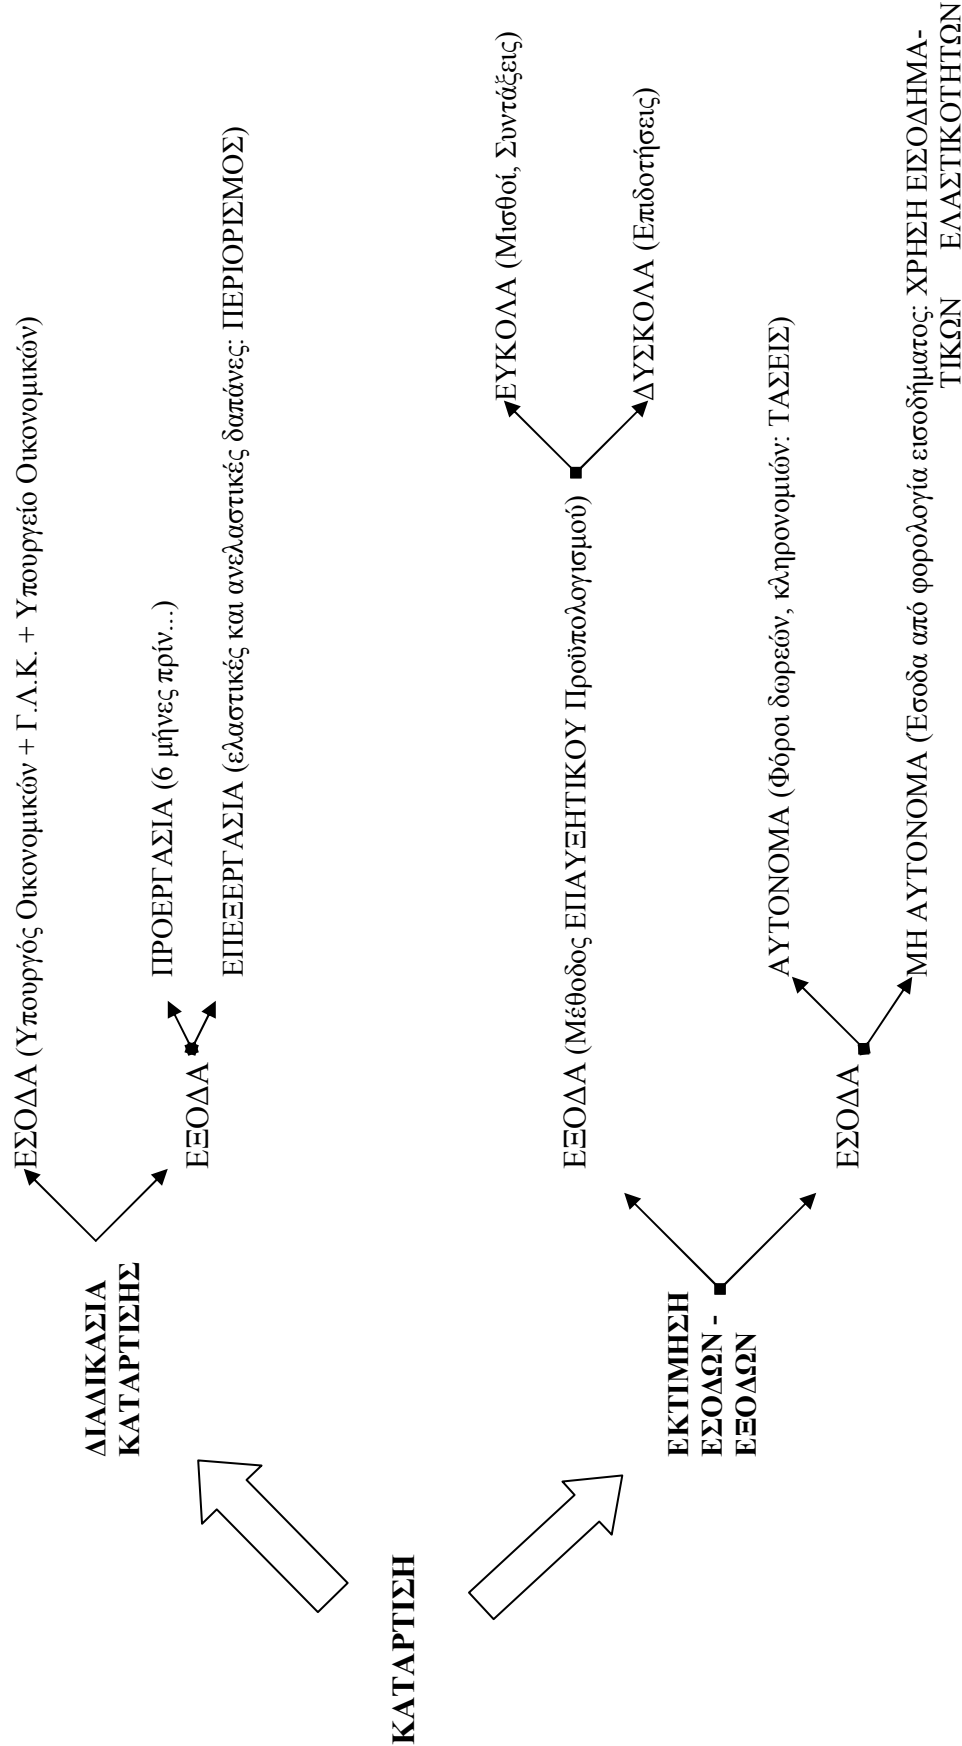 ΚΑΤΑΡΤΙΣΗ
ΔΙΑΔΙΚΑΣΙΑ
ΚΑΤΑΡΤΙΣΗΣ
ΕΣΟΔΑ (Υπουργός Οικονομικών + Γ.Λ.Κ. + Υπουργείο Οικονομικών)
ΕΞΟΔΑ
ΠΡΟΕΡΓΑΣΙΑ (6 μήνες πρίν...)
ΕΠΕΞΕΡΓΑΣΙΑ (ελαστικές και ανελαστικές δαπάνες: ΠΕΡΙΟΡΙΣΜΟΣ)
ΕΚΤΙΜΗΣΗ
ΕΣΟΔΩΝ -
ΕΞΟΔΩΝ
ΕΞΟΔΑ (Μέθοδος ΕΠΑΥΞΗΤΙΚΟΥ Προϋπολογισμού)
ΕΥΚΟΛΑ (Μισθοί, Συντάξεις)
ΔΥΣΚΟΛΑ (Επιδοτήσεις)
ΕΣΟΔΑ
ΑΥΤΟΝΟΜΑ (Φόροι δωρεών, κληρονομιών: ΤΑΣΕΙΣ)
ΜΗ ΑΥΤΟΝΟΜΑ (Έσοδα από φορολογία εισοδήματος: ΧΡΗΣΗ ΕΙΣΟΔΗΜΑ-
ΤΙΚΩΝ ΕΛΑΣΤΙΚΟΤΗΤΩΝ